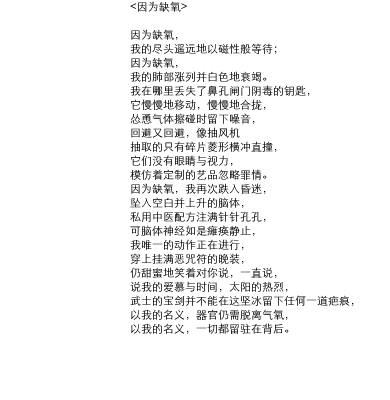 <因为缺氧>
因为缺氧，
我的尽头遥远地以磁性般等待；
因为缺氧，
我的肺部涨列并白色地衰竭。
我在哪里丢失了鼻孔闸门阴毒的钥匙，
它慢慢地移动，慢慢地合拢，
怂恿气体擦碰时留下噪音，
回避又回避，像抽风机
抽取的只有碎片菱形横冲直撞，
它们没有眼睛与视力，
模仿着定制的艺品忽略罪情。
因为缺氧，我再次跌入昏迷，
坠入空白并上升的脑体，
私用中医配方注满针针孔孔，
可脑体神经如是瘫痪静止，
我唯一的动作正在进行，
穿上挂满恶咒符的晚装，
仍甜蜜地笑着对你说，一直说，
说我的爱慕与时间，太阳的热烈，
武士的宝剑并不能在这坚冰留下任何一道疤痕，
以我的名义，器官仍需脱离气氧，
以我的名义，一切都留驻在背后。